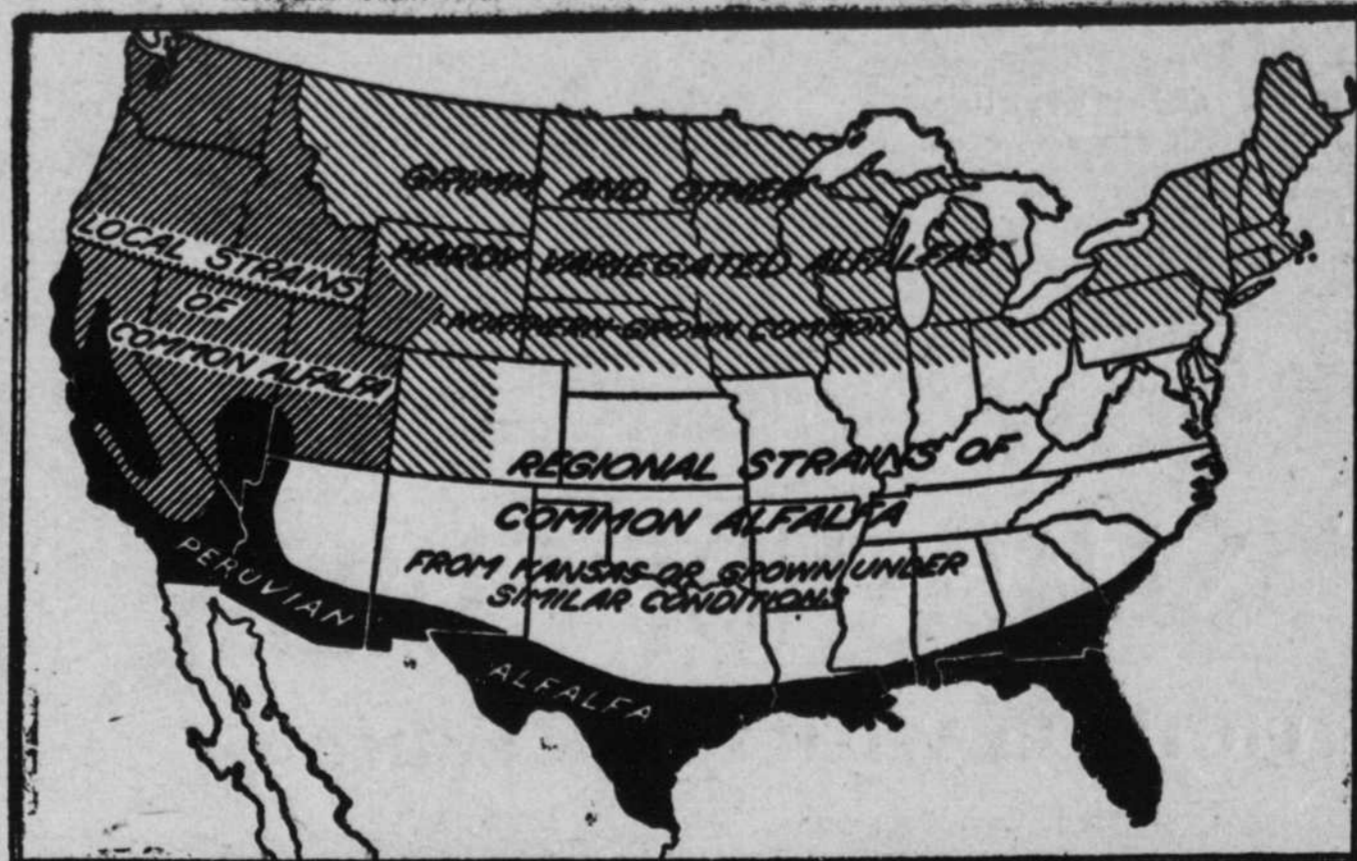 GRIMM AND OTHER
HARDY VARIEGATED ALFALFAS
NORTHERN-GROWN COMMON
LOCAL STRANS
OF
COMMON ALFALFA
REGIONAL STRAINS OF
COMMON ALFALFA
FROM KANSAS OR GROWN UNDER
SIMILAR CONDITIONS
PERUVIAN
ALFALFA